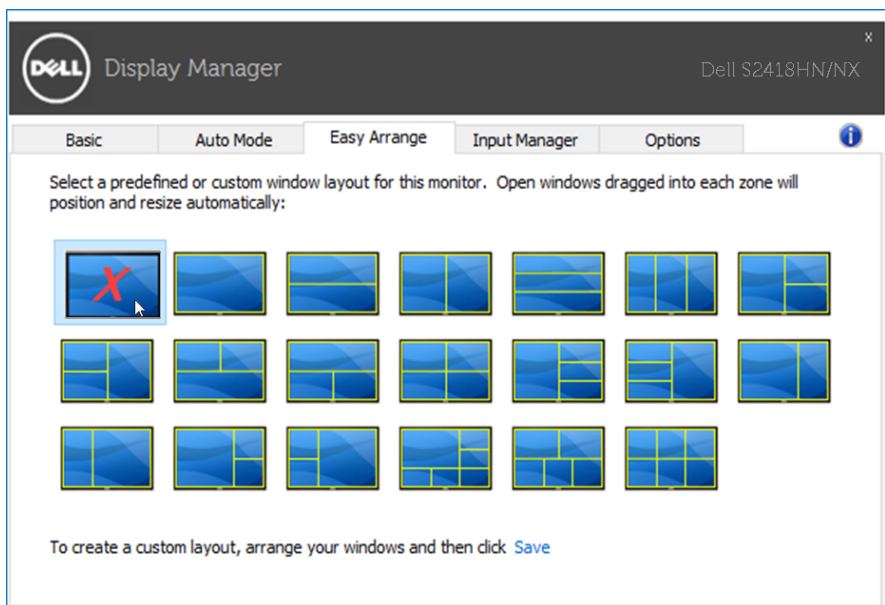 DELL Display Manager
x
Dell S2418HN/NX
Basic Auto Mode Easy Arrange Input Manager Options
Select a predefined or custom window layout for this monitor. Open windows dragged into each zone will
position and resize automatically:
X
To create a custom layout, arrange your windows and then click Save